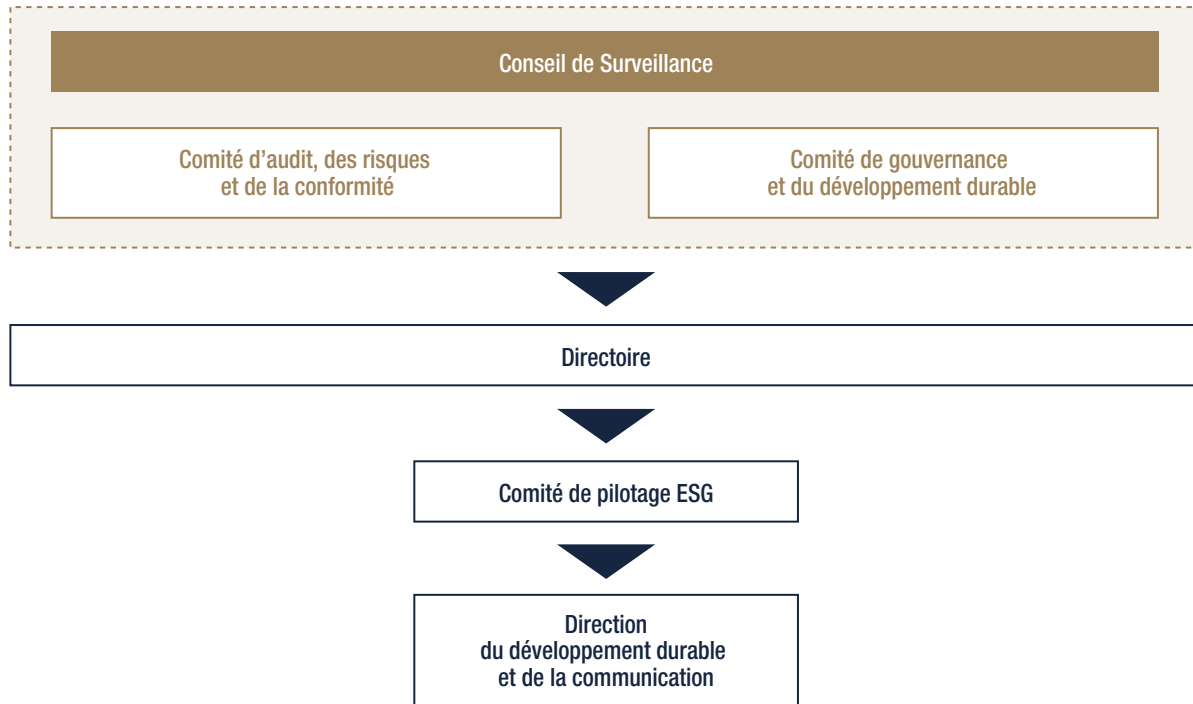 Conseil de Surveillance
Comité d’audit, des risques
et de la conformité
Comité de gouvernance
et du développement durable
Directoire
Comité de pilotage ESG
Direction
du développement durable
et de la communication